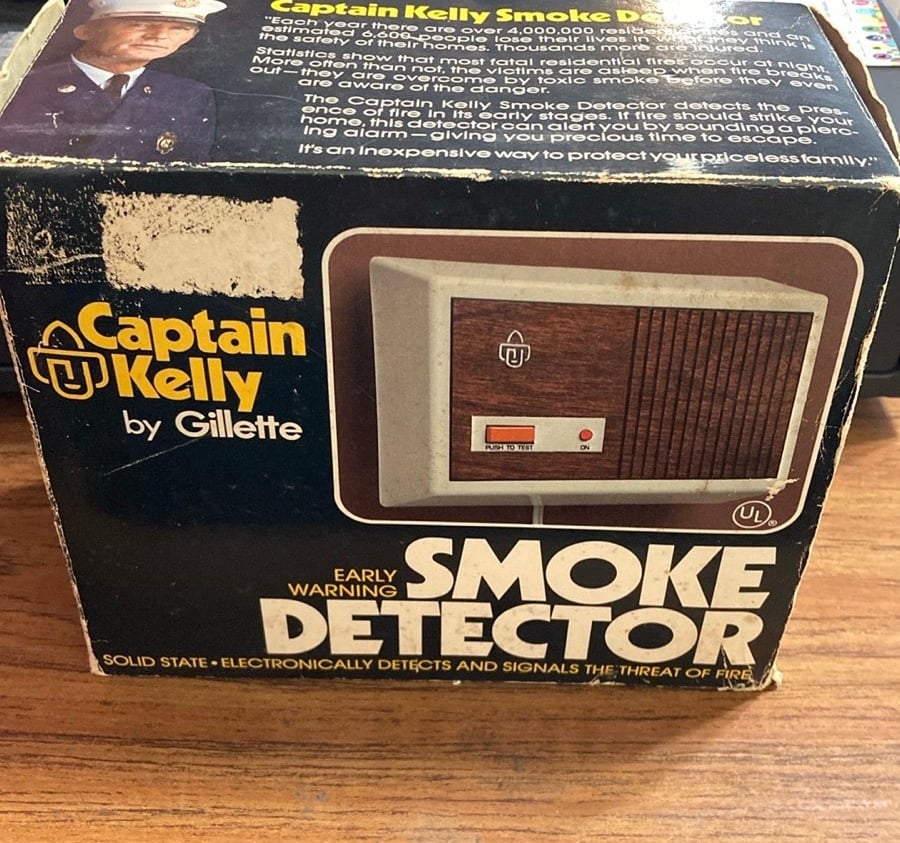 Captain Kelly Smoke De or
"Each year there are over 4,000,000 residential fires and an
estimated 6,600 people lose their lives in what they think is
the safety of their homes. Thousands more are injured.
Statistics show that most fatal residential fires occur at night.
More often than not, the victims are asleep when fire breaks
out—they are overcome by toxic smoke before they even
are aware of the danger.
The Captain Kelly Smoke Detector detects the pres-
ence of fire in its early stages. If fire should strike your
home, this detector can alert you by sounding a pierc-
ing alarm—giving you precious time to escape.
It's an inexpensive way to protect your priceless family."
Captain
Kelly
by Gillette
PUSH TO TEST
ON
UL
®
EARLY
WARNING
SMOKE
DETECTOR
SOLID STATE • ELECTRONICALLY DETECTS AND SIGNALS THE THREAT OF FIRE